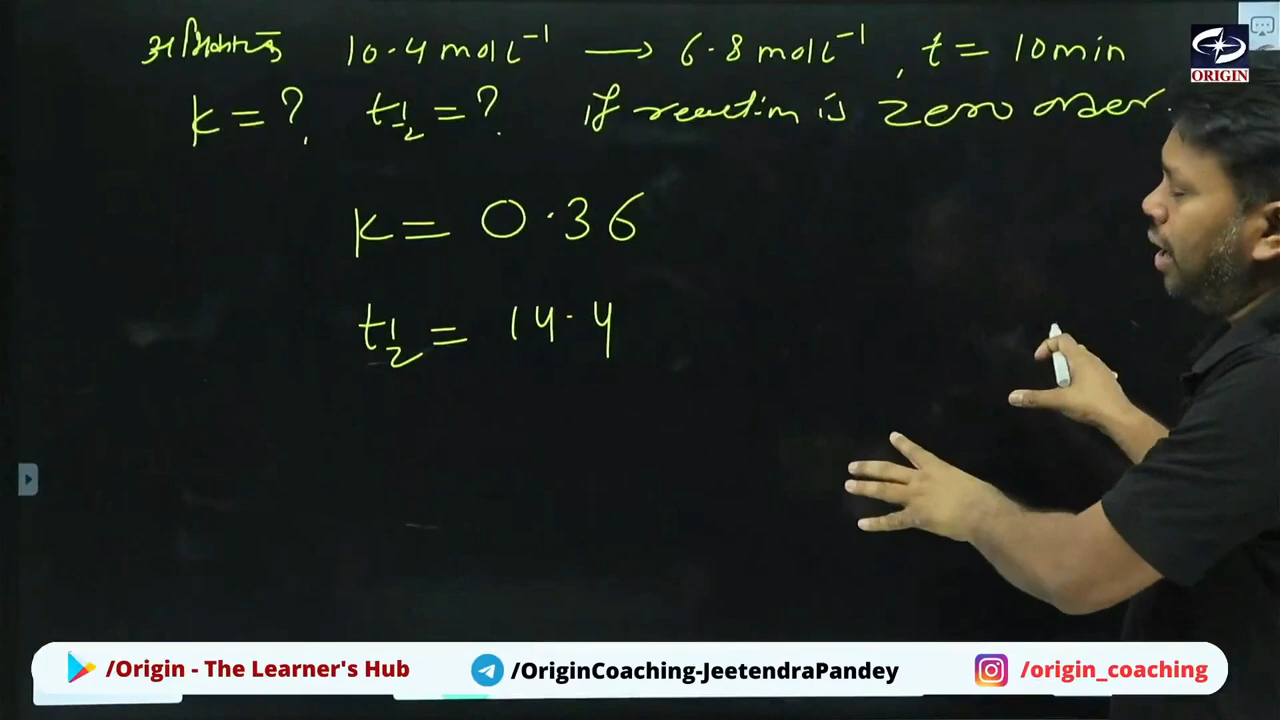 10.4 mol L⁻¹ ⟶ 6.8 mol L⁻¹, t = 10 min
k = ?, t½ = ? if reaction is zero order.
k = 0.36
t½ = 14.4
ORIGIN
/Origin - The Learner's Hub /OriginCoaching-JeetendraPandey /origin_coaching